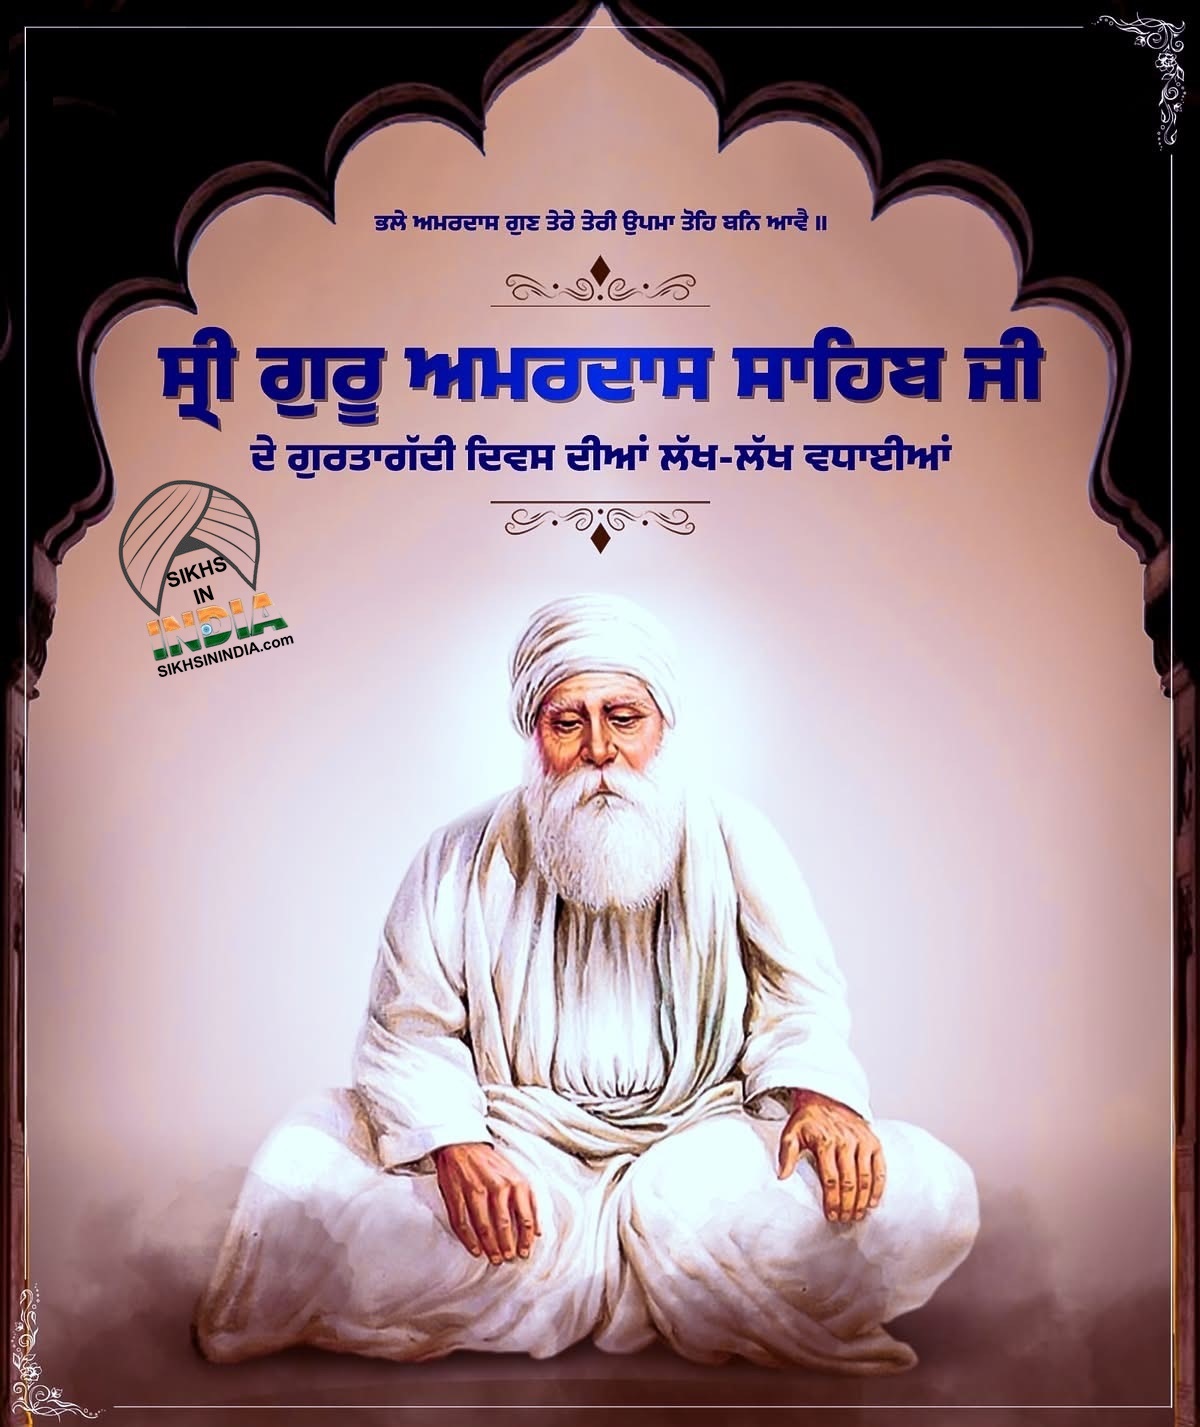 ਭਲੇ ਅਮਰਦਾਸ ਗੁਣ ਤੇਰੇ ਤੇਰੀ ਉਪਮਾ ਤੋਹਿ ਬਨਿ ਆਵੈ ॥
ਸ੍ਰੀ ਗੁਰੂ ਅਮਰਦਾਸ ਸਾਹਿਬ ਜੀ
ਦੇ ਗੁਰਤਾਗੱਦੀ ਦਿਵਸ ਦੀਆਂ ਲੱਖ-ਲੱਖ ਵਧਾਈਆਂ
SIKHS
IN
INDIA
SIKHSININDIA.com